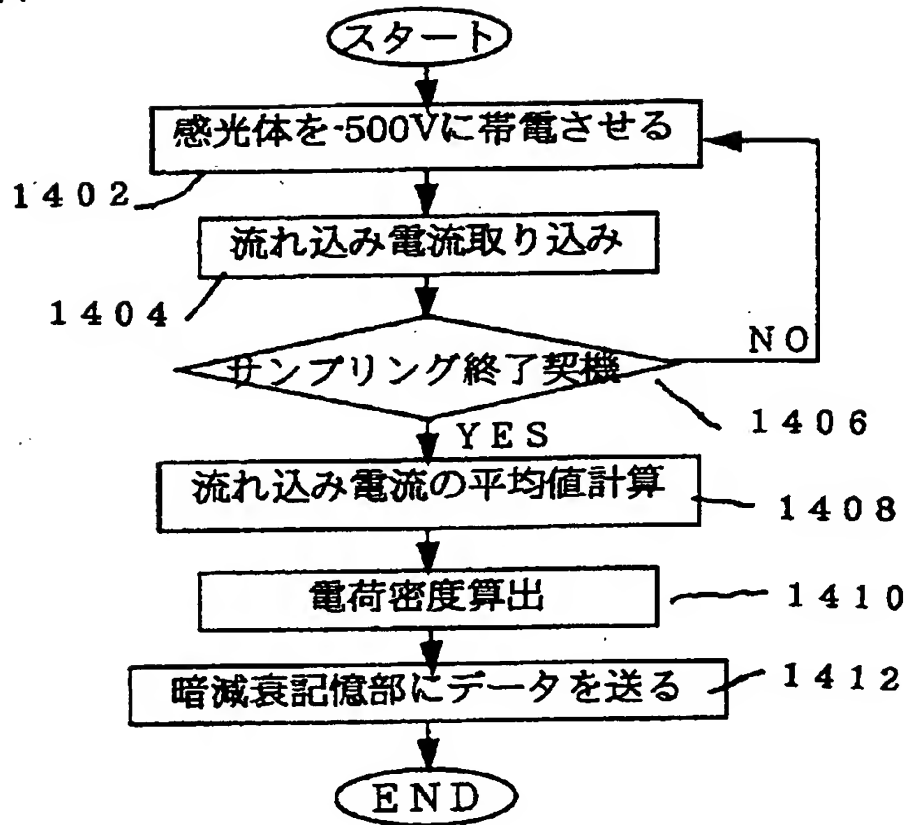 スタート
感光体を-500Vに帯電させる
1402
流れ込み電流取り込み
1404
サンプリング終了契機
NO
1406
YES
流れ込み電流の平均値計算
1408
電荷密度算出
1410
暗減衰記憶部にデータを送る
1412
END